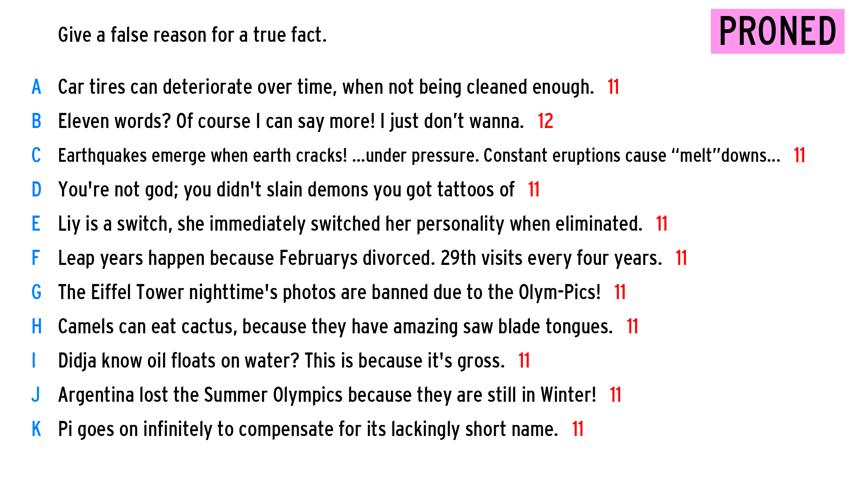 Give a false reason for a true fact.
PRONED
A Car tires can deteriorate over time, when not being cleaned enough. 11
B Eleven words? Of course I can say more! I just don’t wanna. 12
C Earthquakes emerge when earth cracks! ...under pressure. Constant eruptions cause “melt”downs... 11
D You're not god; you didn't slain demons you got tattoos of 11
E Liy is a switch, she immediately switched her personality when eliminated. 11
F Leap years happen because Februarys divorced. 29th visits every four years. 11
G The Eiffel Tower nighttime's photos are banned due to the Olym-Pics! 11
H Camels can eat cactus, because they have amazing saw blade tongues. 11
I Didja know oil floats on water? This is because it's gross. 11
J Argentina lost the Summer Olympics because they are still in Winter! 11
K Pi goes on infinitely to compensate for its lackingly short name. 11